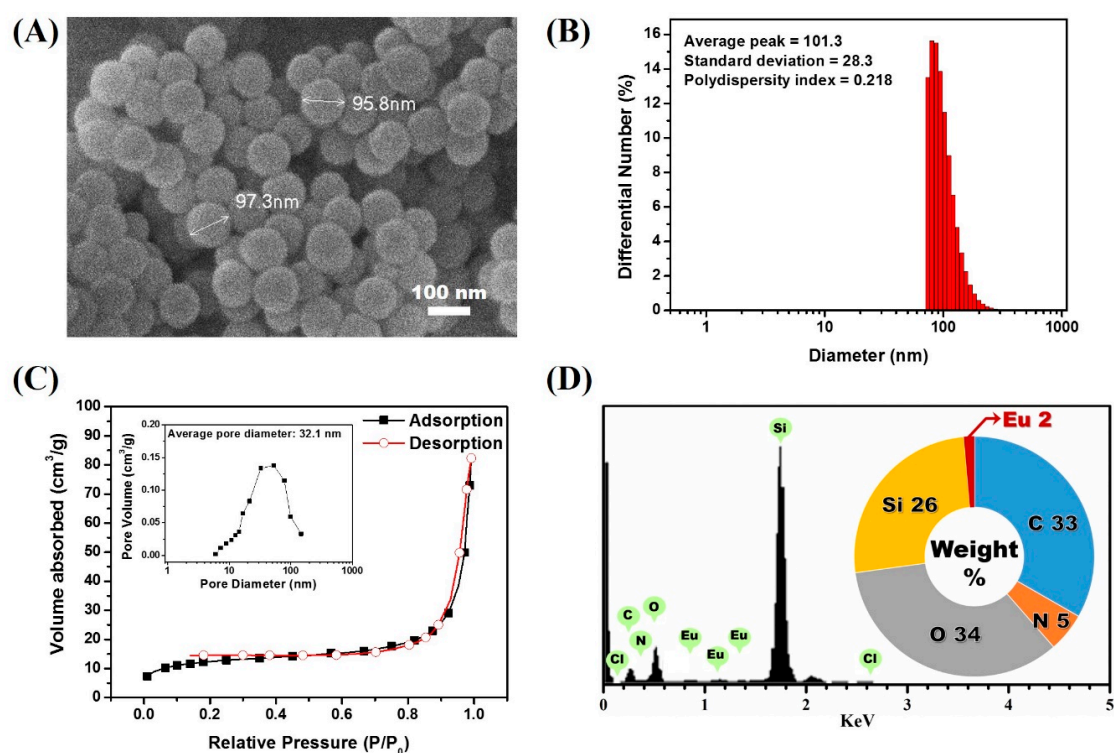 (A)
95.8nm
97.3nm
100 nm
(B)
Average peak = 101.3
Standard deviation = 28.3
Polydispersity index = 0.218
Differential Number (%)
16
14
12
10
8
6
4
2
0
1
10
100
1000
Diameter (nm)
(C)
Volume absorbed (cm³/g)
100
90
80
70
60
50
40
30
20
10
0
0.0
0.2
0.4
0.6
0.8
1.0
Relative Pressure (P/P₀)
Adsorption
Desorption
Average pore diameter: 32.1 nm
Pore Volume (cm³/g)
0.20
0.15
0.10
0.05
0.00
1
10
100
1000
Pore Diameter (nm)
(D)
Si
C
O
N
Cl
Eu
Eu
Eu
Cl
0
1
2
3
4
5
KeV
Eu 2
Si 26
C 33
Weight
%
N 5
O 34